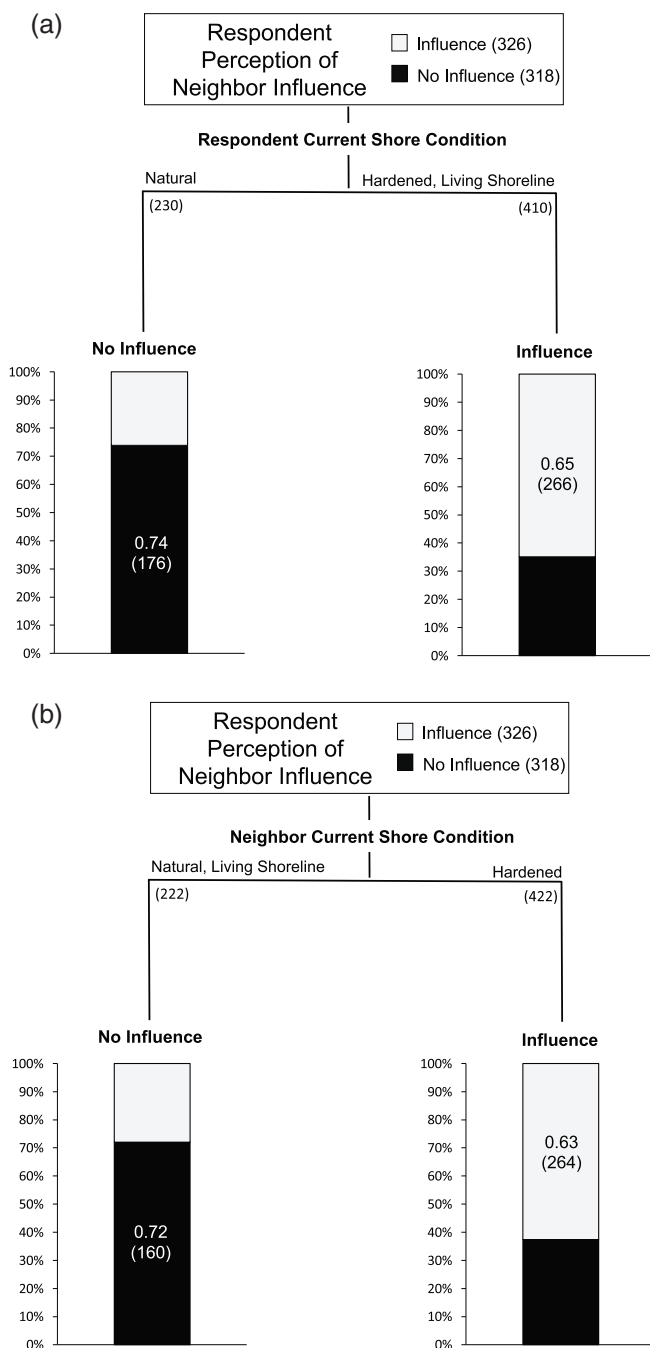 (a)
Respondent
Perception of
Neighbor Influence
Influence (326)
No Influence (318)
Respondent Current Shore Condition
Natural
Hardened, Living Shoreline
(230)
(410)
No Influence
100%
90%
80%
70%
60%
50%
40%
30%
20%
10%
0%
0.74
(176)
Influence
100%
90%
80%
70%
60%
50%
40%
30%
20%
10%
0%
0.65
(266)
(b)
Respondent
Perception of
Neighbor Influence
Influence (326)
No Influence (318)
Neighbor Current Shore Condition
Natural, Living Shoreline
Hardened
(222)
(422)
No Influence
100%
90%
80%
70%
60%
50%
40%
30%
20%
10%
0%
0.72
(160)
Influence
100%
90%
80%
70%
60%
50%
40%
30%
20%
10%
0%
0.63
(264)